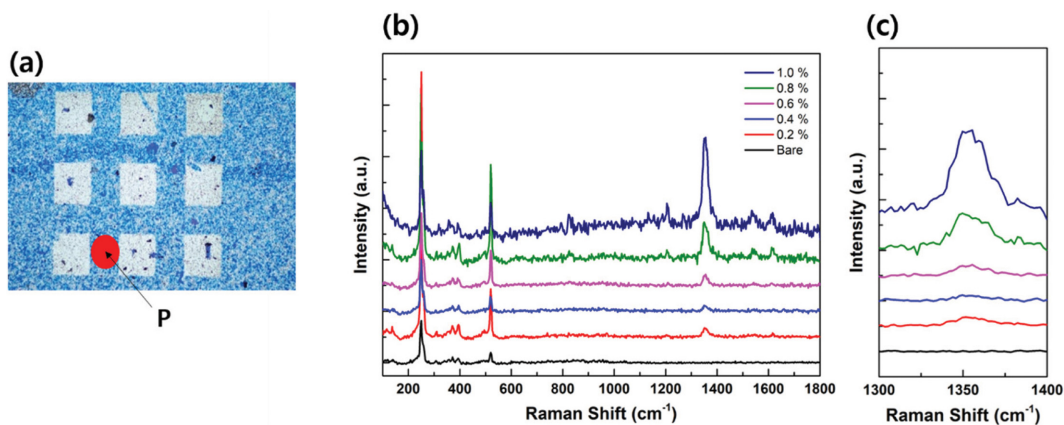 (a)
P
(b)
Intensity (a.u.)
1.0 %
0.8 %
0.6 %
0.4 %
0.2 %
Bare
200 400 600 800 1000 1200 1400 1600 1800
Raman Shift (cm⁻¹)
(c)
Intensity (a.u.)
1300 1350 1400
Raman Shift (cm⁻¹)